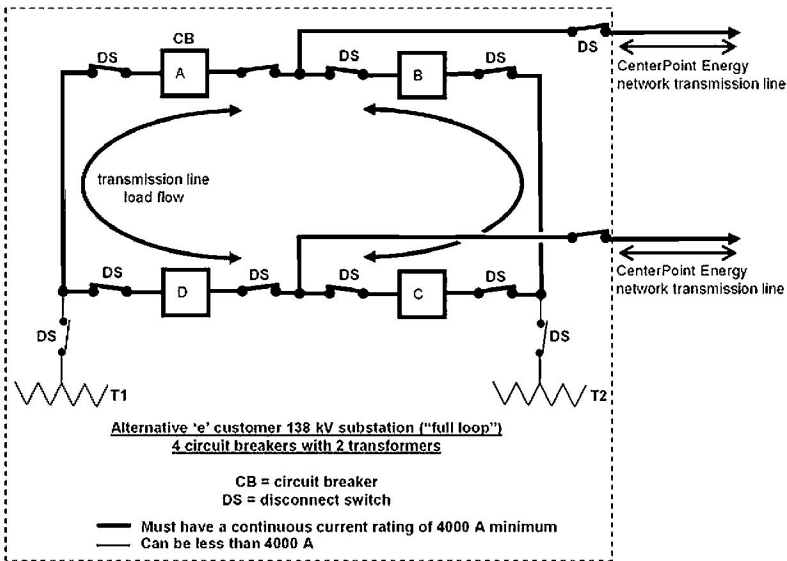 CB
DS
A
DS
B
DS
DS
CenterPoint Energy
network transmission line
transmission line
load flow
DS
D
DS
DS
C
DS
CenterPoint Energy
network transmission line
DS
DS
T1
T2
Alternative 'e' customer 138 kV substation ("full loop")
4 circuit breakers with 2 transformers
CB = circuit breaker
DS = disconnect switch
Must have a continuous current rating of 4000 A minimum
Can be less than 4000 A